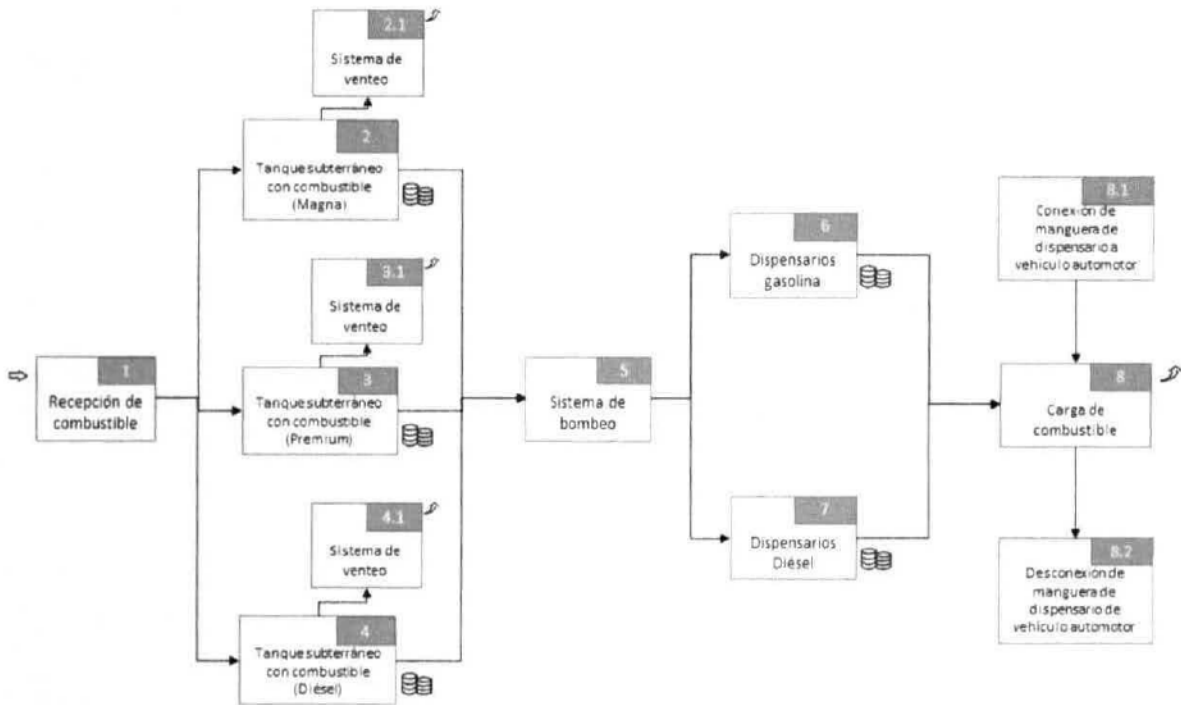 2.1
Sistema de
venteo
2
Tanque subterráneo
con combustible
(Magna)
3.1
Sistema de
venteo
1
Recepción de
combustible
3
Tanque subterráneo
con combustible
(Premium)
4.1
Sistema de
venteo
4
Tanque subterráneo
con combustible
(Diésel)
5
Sistema de
bombeo
6
Dispensarios
gasolina
7
Dispensarios
Diésel
8.1
Conexión de
manguera de
dispensario a
vehículo automotor
8
Carga de
combustible
8.2
Desconexión de
manguera de
dispensario de
vehículo automotor